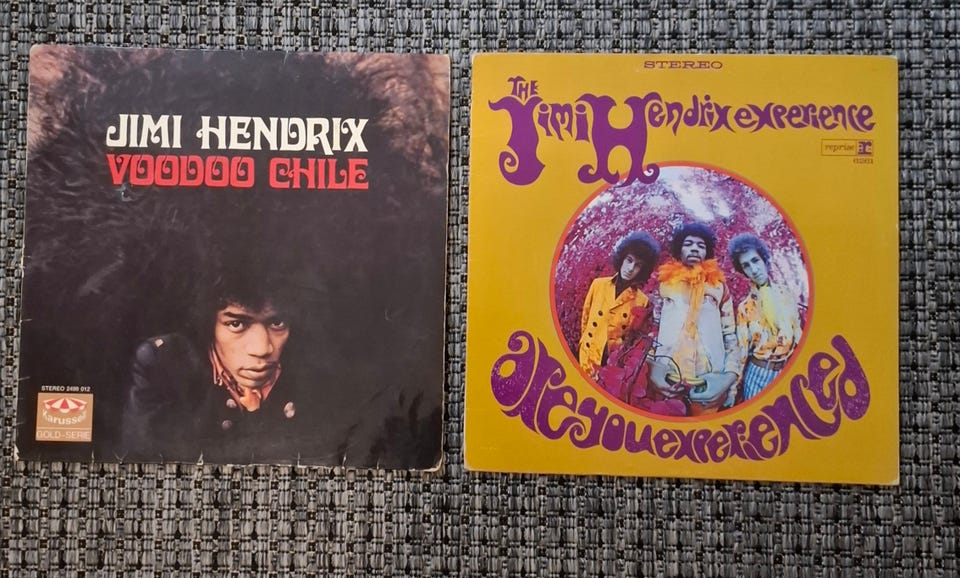 JIMI HENDRIX
VOODOO CHILE
STEREO 2499 012
Karussell
GOLD-SERIE
STEREO
THE
Jimi Hendrix experience
reprise
6261
are you experienced